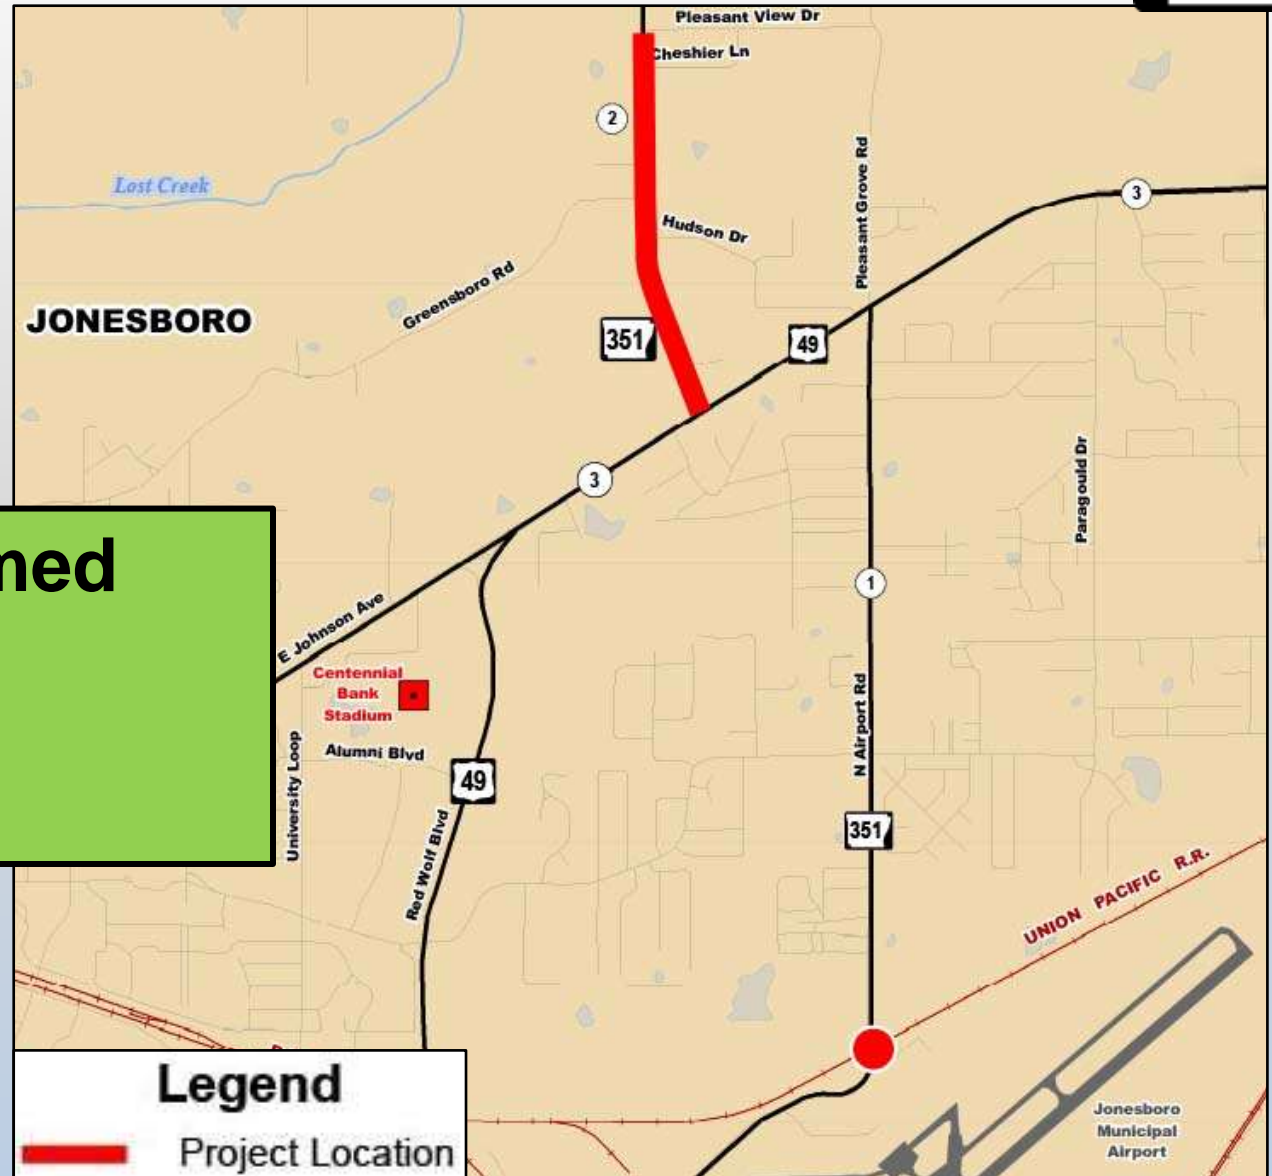 Pleasant View Dr
Cheshier Ln
2
Pleasant Grove Rd
3
Lost Creek
Hudson Dr
Greensboro Rd
JONESBORO
351
49
3
Paragould Dr
1
E Johnson Ave
Centennial
Bank
Stadium
N Airport Rd
Alumni Blvd
University Loop
49
Red Wolf Blvd
351
UNION PACIFIC R.R.
Jonesboro
Municipal
Airport
Legend
Project Location